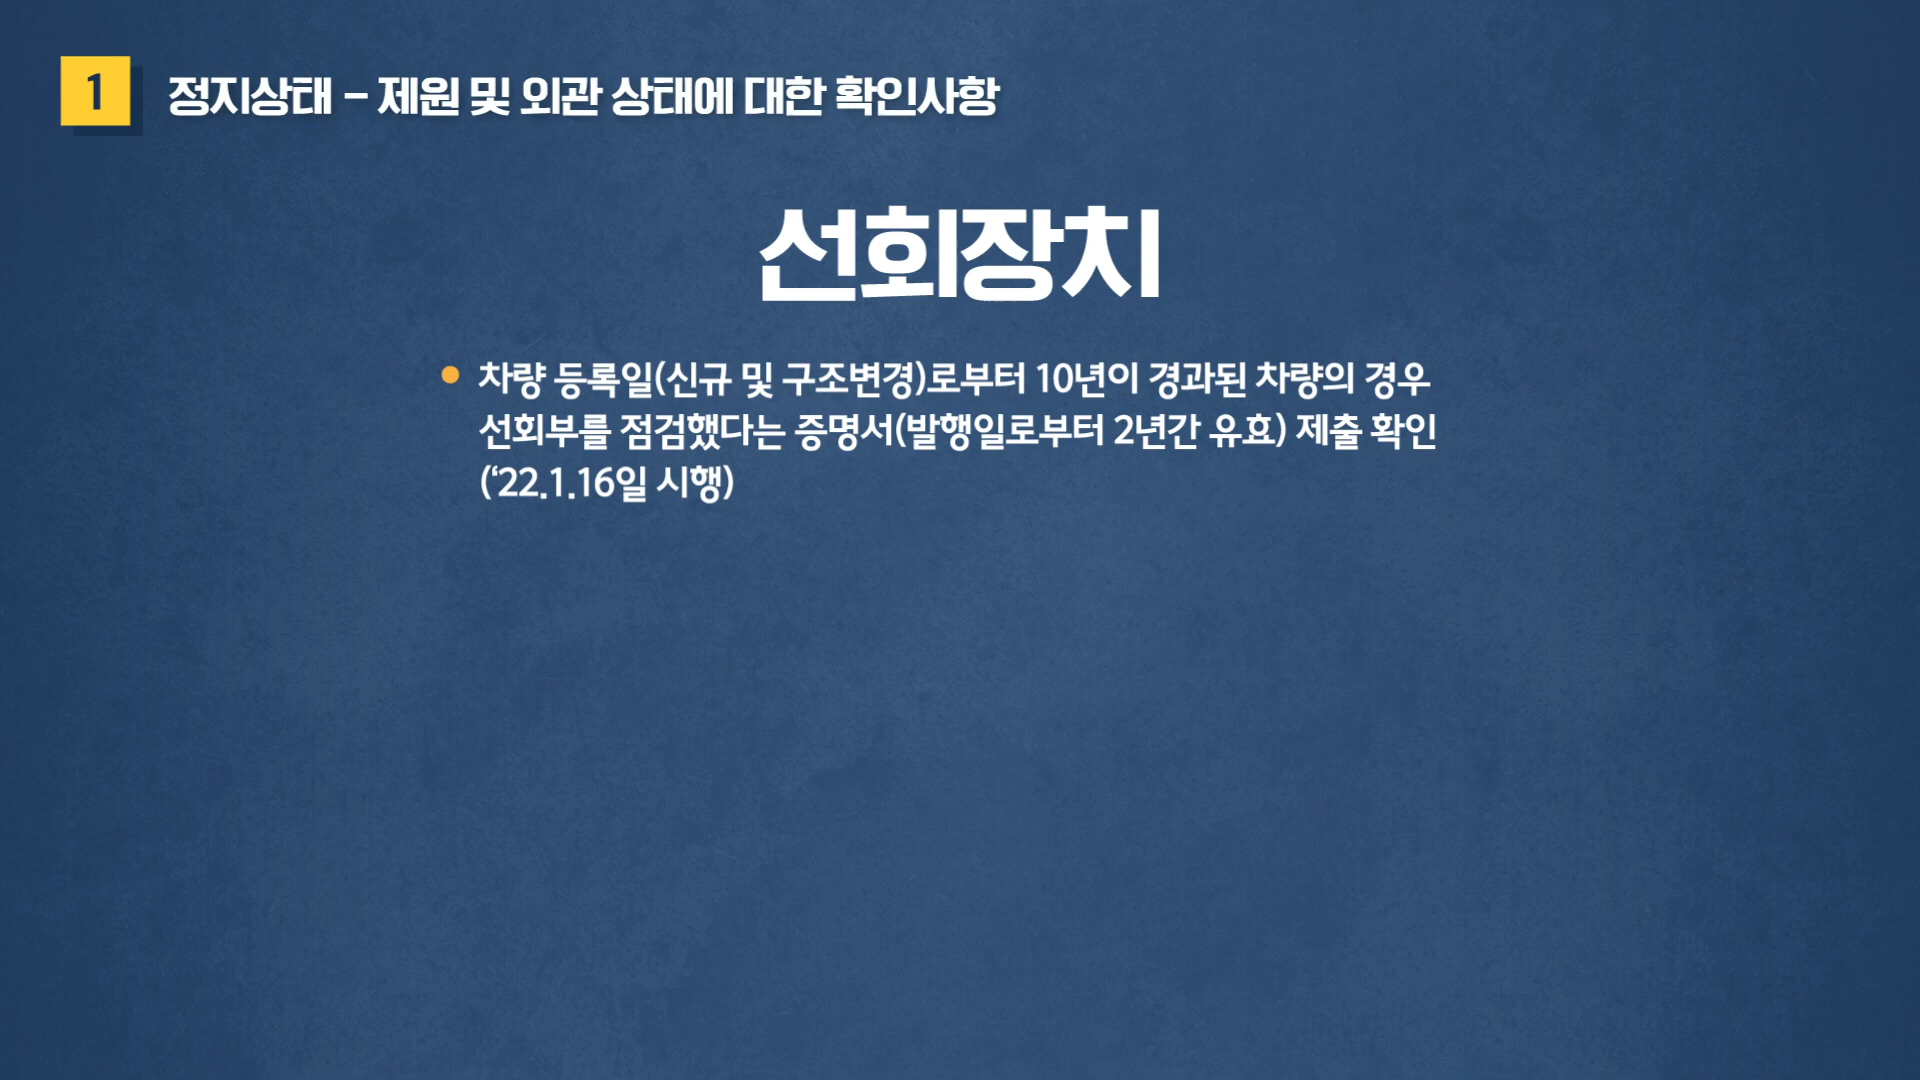 1
정지상태 – 제원 및 외관 상태에 대한 확인사항
선회장치
● 차량 등록일(신규 및 구조변경)로부터 10년이 경과된 차량의 경우
선회부를 점검했다는 증명서(발행일로부터 2년간 유효) 제출 확인
(‘22.1.16일 시행)